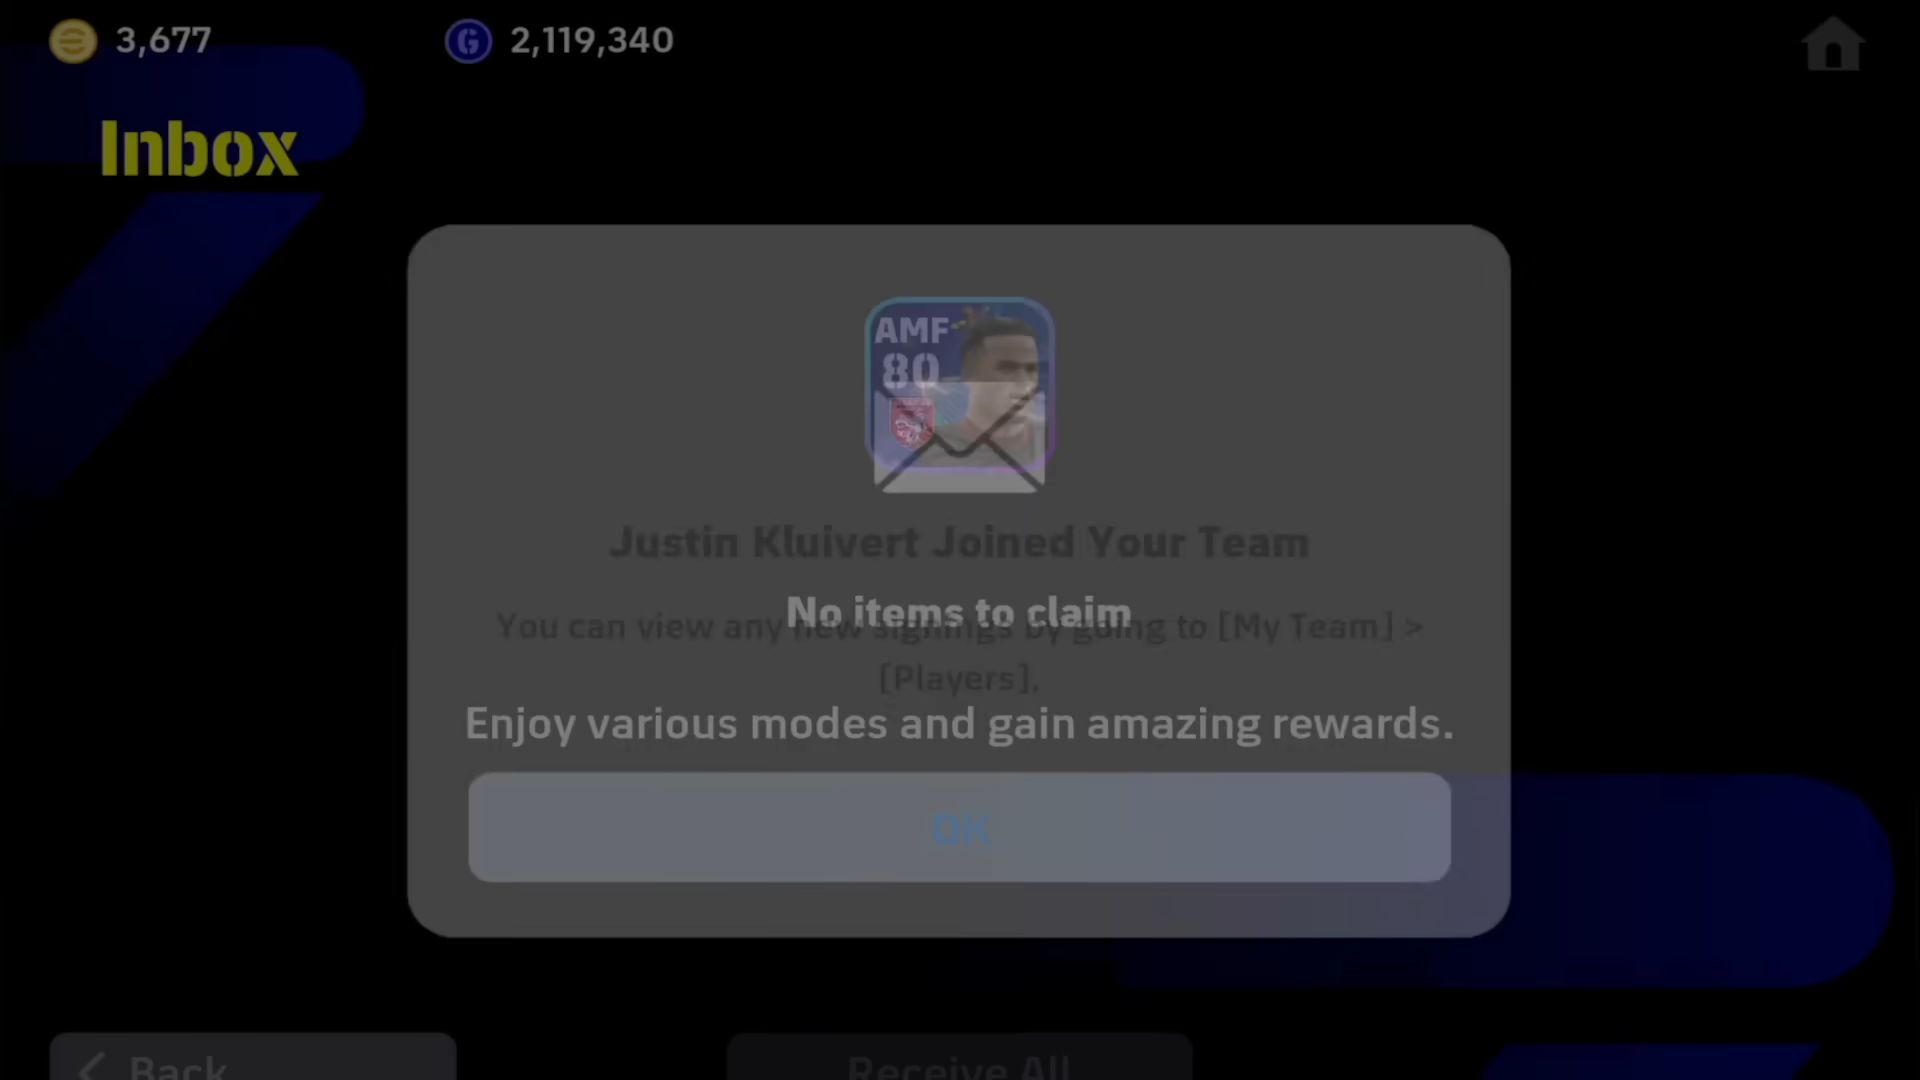 3,677
2,119,340
Inbox
AMF
80
Justin Kluivert Joined Your Team
No items to claim
You can view any new signings by going to [My Team] >
[Players].
Enjoy various modes and gain amazing rewards.
OK
Back
Receive All